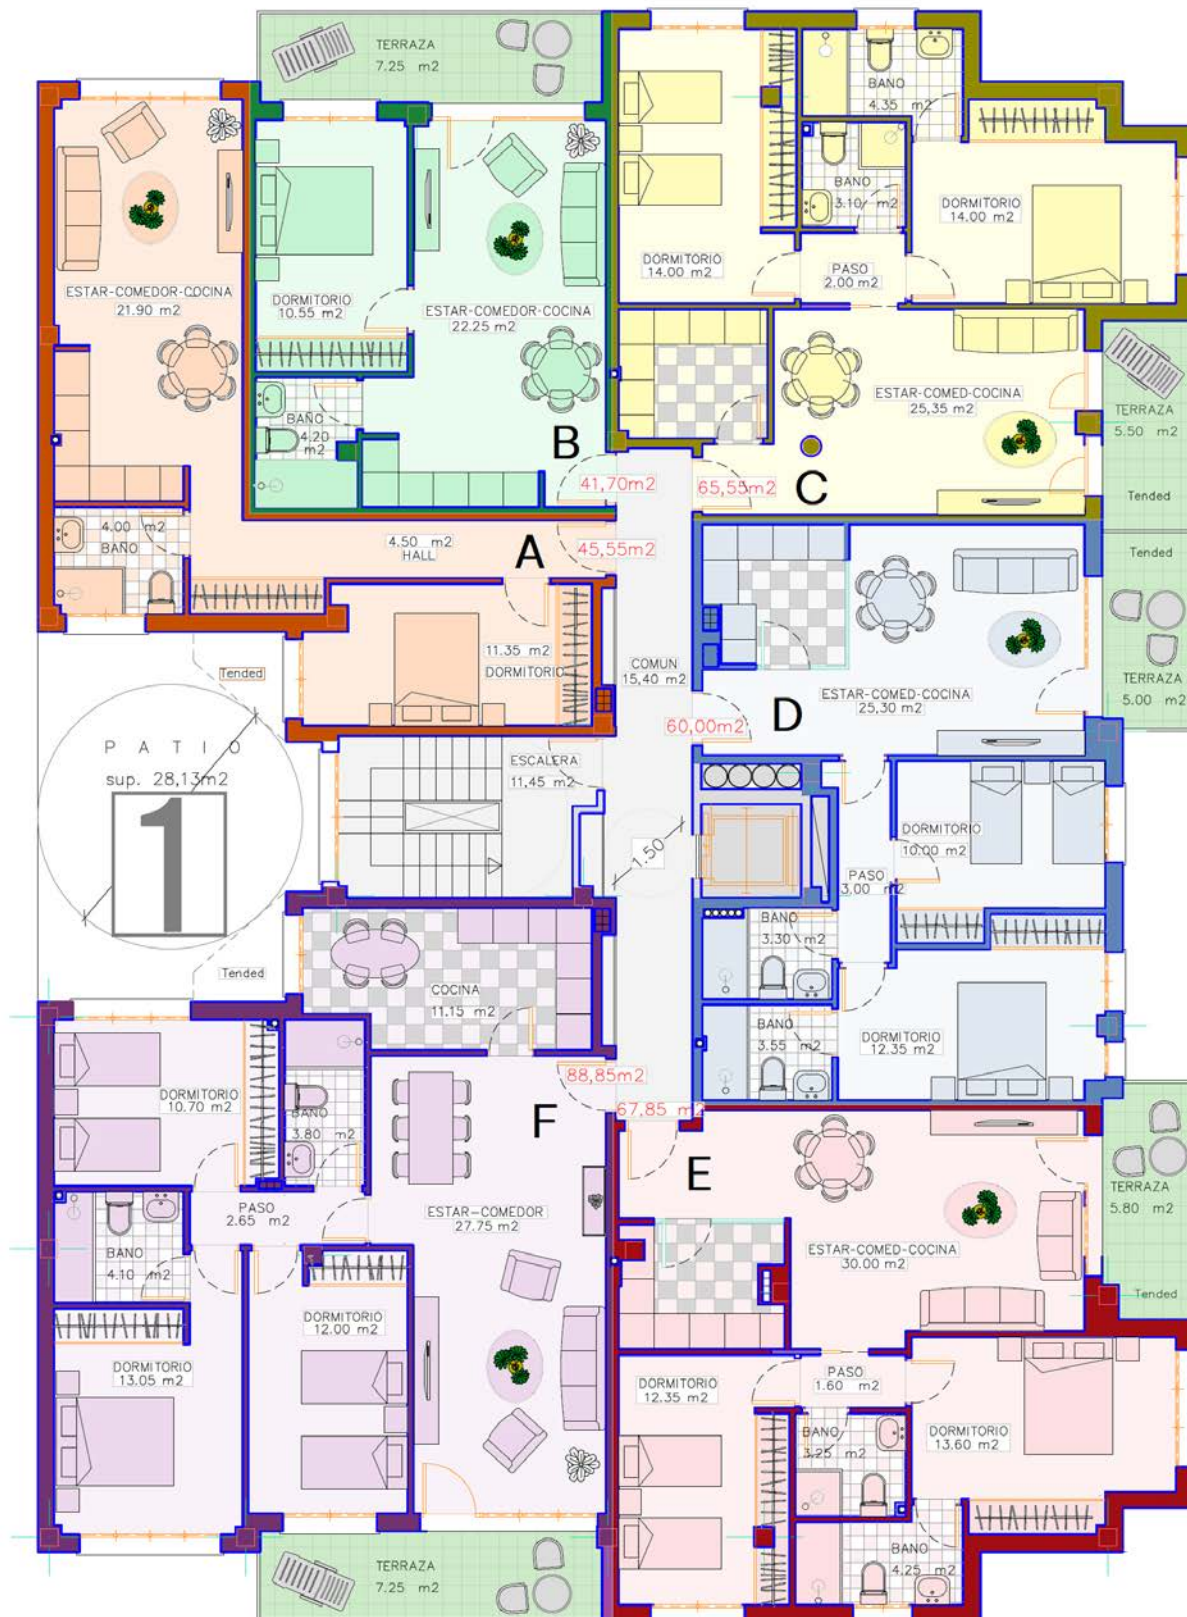 TERRAZA
7.25 m2
ESTAR-COMEDOR-COCINA
21.90 m2
4.00 m2
BAÑO
4.50 m2
HALL
A
45,55m2
11.35 m2
DORMITORIO
DORMITORIO
10.55 m2
ESTAR-COMEDOR-COCINA
22.25 m2
BAÑO
4.20
m2
B
41,70m2
DORMITORIO
14.00 m2
BANO
4.35 m2
BANO
3.10 m2
DORMITORIO
14.00 m2
PASO
2.00 m2
ESTAR-COMED-COCINA
25,35 m2
65,55m2
C
TERRAZA
5.50 m2
Tended
Tended
TERRAZA
5.00 m2
COMUN
15,40 m2
ESTAR-COMED-COCINA
25,30 m2
60,00m2
D
DORMITORIO
10.00 m2
PASO
3,00 m2
BANO
3.30 m2
BANO
3.55 m2
DORMITORIO
12.35 m2
Tended
PATIO
sup. 28,13m2
1
Tended
ESCALERA
11.45 m2
1.50
COCINA
11.15 m2
88,85m2
67,85 m2
F
DORMITORIO
10.70 m2
BANO
3.80 m2
PASO
2.65 m2
ESTAR-COMEDOR
27.75 m2
BANO
4.10 m2
DORMITORIO
12.00 m2
DORMITORIO
13.05 m2
TERRAZA
7.25 m2
E
ESTAR-COMED-COCINA
30.00 m2
TERRAZA
5.80 m2
Tended
DORMITORIO
12.35 m2
PASO
1.60 m2
BANO
3.25 m2
DORMITORIO
13.60 m2
BANO
4.25 m2